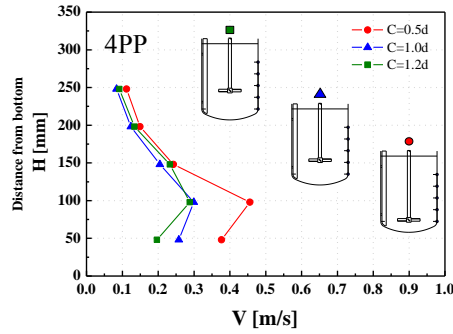 4PP
C=0.5d
C=1.0d
C=1.2d
Distance from bottom
H [mm]
350
300
250
200
150
100
50
0
0.0 0.1 0.2 0.3 0.4 0.5 0.6 0.7 0.8 0.9 1.0
V [m/s]